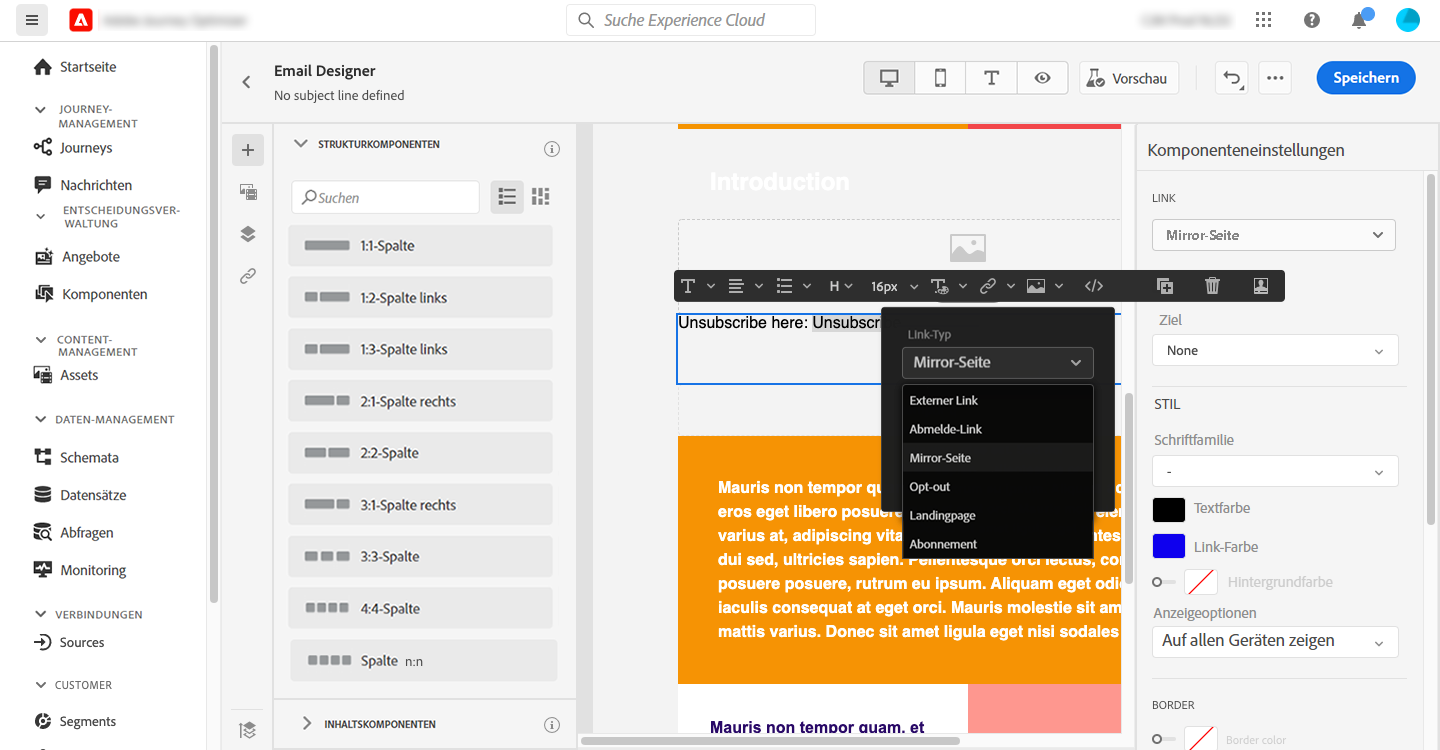 Suche Experience Cloud
Startseite
JOURNEY-
MANAGEMENT
Journeys
Nachrichten
ENTSCHEIDUNGSVER-
WALTUNG
Angebote
Komponenten
CONTENT-
MANAGEMENT
Assets
DATEN-MANAGEMENT
Schemata
Datensätze
Abfragen
Monitoring
VERBINDUNGEN
Sources
CUSTOMER
Segments
Email Designer
No subject line defined
Vorschau
Speichern
STRUKTURKOMPONENTEN
Suchen
1:1-Spalte
1:2-Spalte links
1:3-Spalte links
2:1-Spalte rechts
2:2-Spalte
3:1-Spalte rechts
3:3-Spalte
4:4-Spalte
Spalte n:n
INHALTSKOMPONENTEN
Introduction
H
16px
Unsubscribe here: Unsubscr
Link-Typ
Mirror-Seite
Externer Link
Abmelde-Link
Mirror-Seite
Opt-out
Landingpage
Abonnement
Mauris non tempor qu
eros eget libero posuere
varius at, adipiscing vita
dui sed, ultricies sapien. Pellentesque orci lectus, co
posuere posuere, rutrum eu ipsum. Aliquam eget odi
iaculis consequat at eget orci. Mauris molestie sit am
mattis varius. Donec sit amet ligula eget nisi sodales
Mauris non tempor quam, et
Komponenteneinstellungen
LINK
Mirror-Seite
Ziel
None
STIL
Schriftfamilie
-
Textfarbe
Link-Farbe
Hintergrundfarbe
Anzeigeoptionen
Auf allen Geräten zeigen
BORDER
Border color